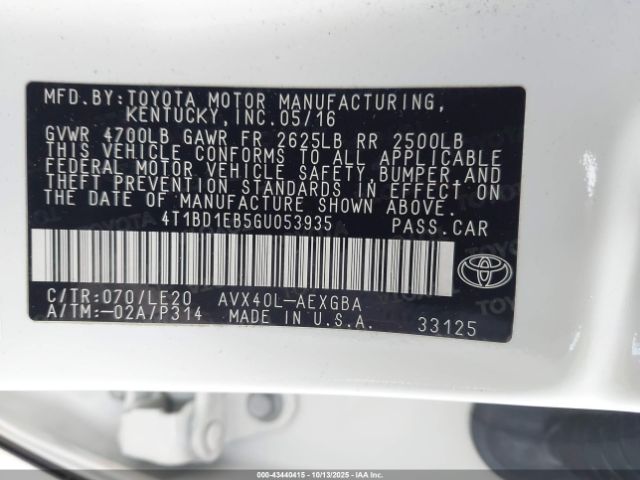 MFD.BY:TOYOTA MOTOR MANUFACTURING,
KENTUCKY, INC.05/16
GVWR 4700LB GAWR FR 2625LB RR 2500LB
THIS VEHICLE CONFORMS TO ALL APPLICABLE
FEDERAL MOTOR VEHICLE SAFETY, BUMPER, AND
THEFT PREVENTION STANDARDS IN EFFECT ON
THE DATE OF MANUFACTURE SHOWN ABOVE.
4T1BD1EB5GU053935 PASS.CAR
C/TR:070/LE20 AVX40L-AEXGBA
A/TM:-02A/P314 MADE IN U.S.A. 33125
000-43440415 - 10/13/2025 - IAAI.COM